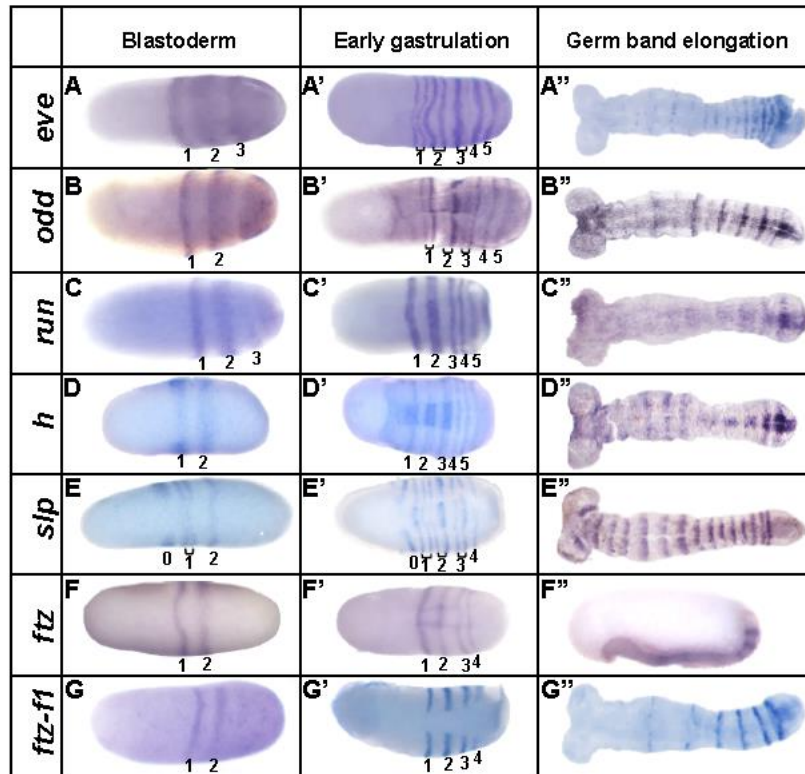 Blastoderm Early gastrulation Germ band elongation
eve A A’ A”
1 2 3 1 2 3 4 5
odd B B’ B”
1 2 1 2 3 4 5
run C C’ C”
1 2 3 1 2 3 4 5
h D D’ D”
1 2 1 2 3 4 5
slp E E’ E”
0 1 2 0 1 2 3 4
ftz F F’ F”
1 2 1 2 3 4
ftz-f1 G G’ G”
1 2 1 2 3 4